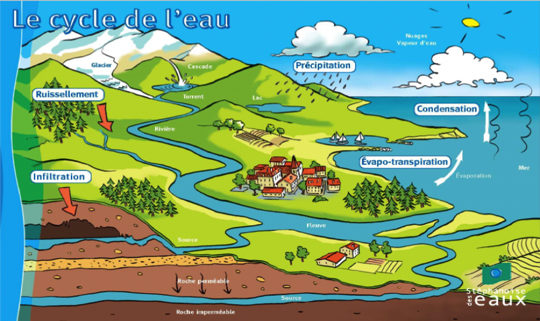 Le cycle de l'eau
Nuages
Vapeur d'eau
Glacier
Cascade
Précipitation
Ruissellement
Torrent
Lac
Condensation
Rivière
Évapo-transpiration
Mer
Infiltration
Évaporation
Fleuve
Source
Roche perméable
Source
Roche imperméable
Stéphanoise
des eaux